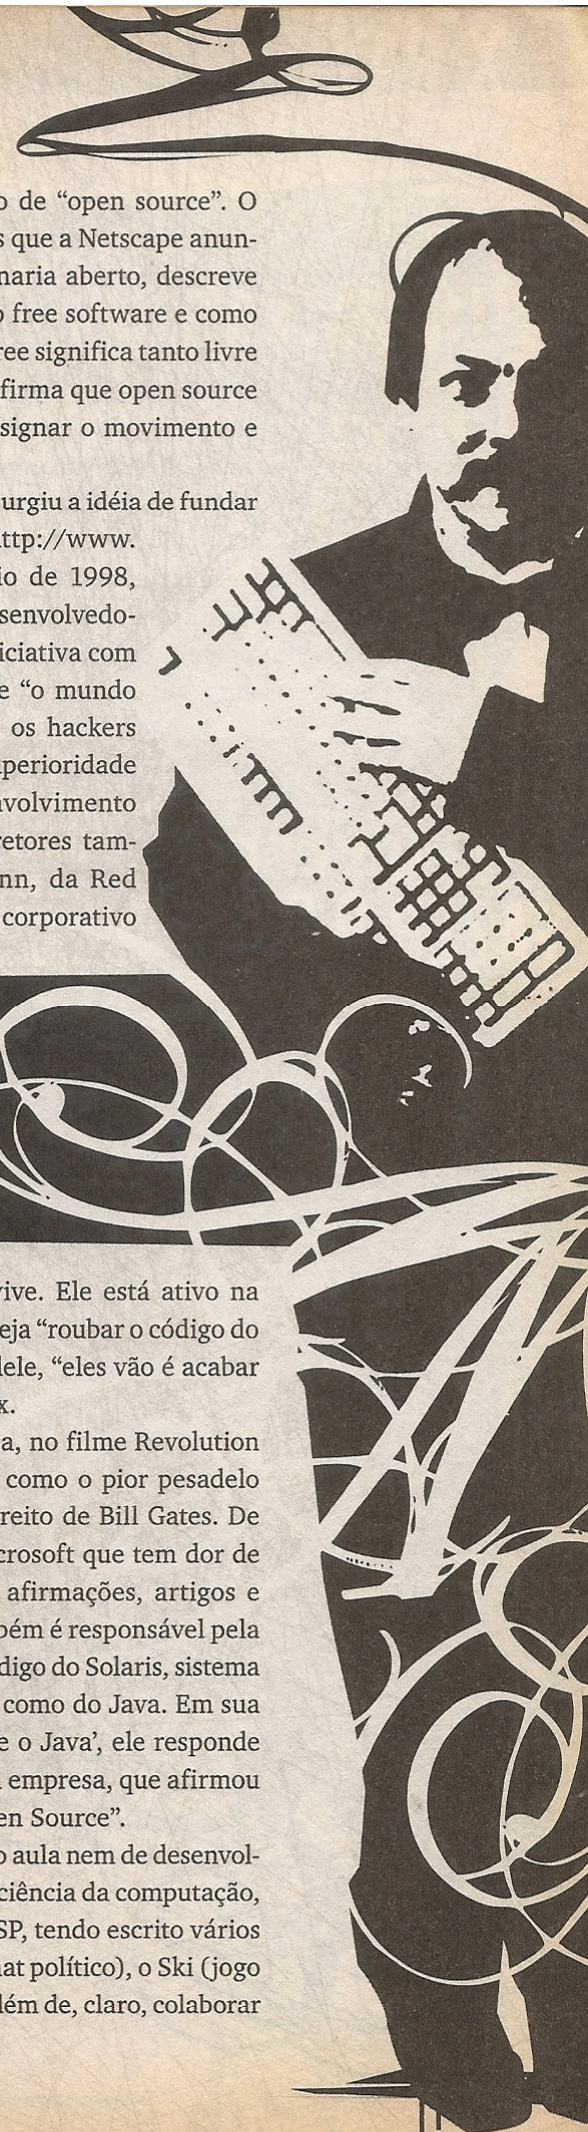 o de “open source”. O
s que a Netscape anun-
naria aberto, descreve
o free software e como
ree significa tanto livre
firma que open source
signar o movimento e
urgiu a idéia de fundar
ttp://www.
io de 1998,
senvolvedo-
iciativa com
e “o mundo
os hackers
perioridade
nvolvimento
retores tam-
nn, da Red
corporativo
ive. Ele está ativo na
eja “roubar o código do
lele, “eles vão é acabar
x.
a, no filme Revolution
como o pior pesadelo
reito de Bill Gates. De
crosoft que tem dor de
afirmações, artigos e
bém é responsável pela
digo do Solaris, sistema
como do Java. Em sua
e o Java’, ele responde
empresa, que afirmou
en Source”.
o aula nem de desenvol-
ciência da computação,
SP, tendo escrito vários
nat político), o Ski (jogo
lém de, claro, colaborar